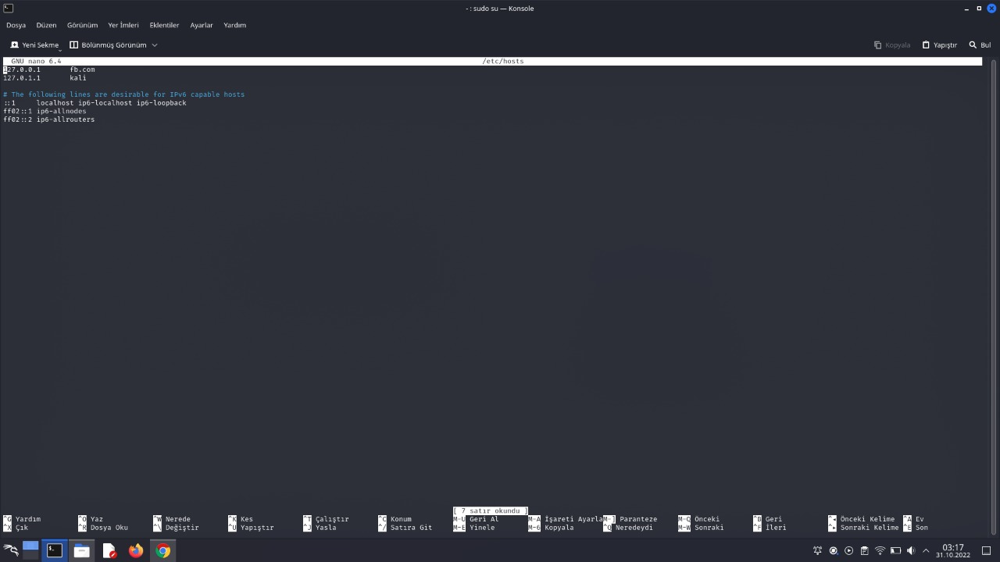 - : sudo su — Konsole
Dosya Düzen Görünüm Yer İmleri Eklentiler Ayarlar Yardım
Yeni Sekme Bölünmüş Görünüm Kopyala Yapıştır Bul
GNU nano 6.4 /etc/hosts
127.0.0.1 fb.com
127.0.1.1 kali
# The following lines are desirable for IPv6 capable hosts
::1 localhost ip6-localhost ip6-loopback
ff02::1 ip6-allnodes
ff02::2 ip6-allrouters
[ 7 satır okundu ]
^G Yardım ^O Yaz ^W Nerede ^K Kes ^T Çalıştır ^C Konum M-U Geri Al M-A İşareti Ayarla M-] Paranteze M-Q Önceki ^B Geri ^◂ Önceki Kelime ^A Ev
^X Çık ^R Dosya Oku ^\ Değiştir ^U Yapıştır ^J Yasla ^/ Satıra Git M-E Yinele M-6 Kopyala ^Q Neredeydi M-W Sonraki ^F İleri ^▸ Sonraki Kelime ^E Son
03:17
31.10.2022